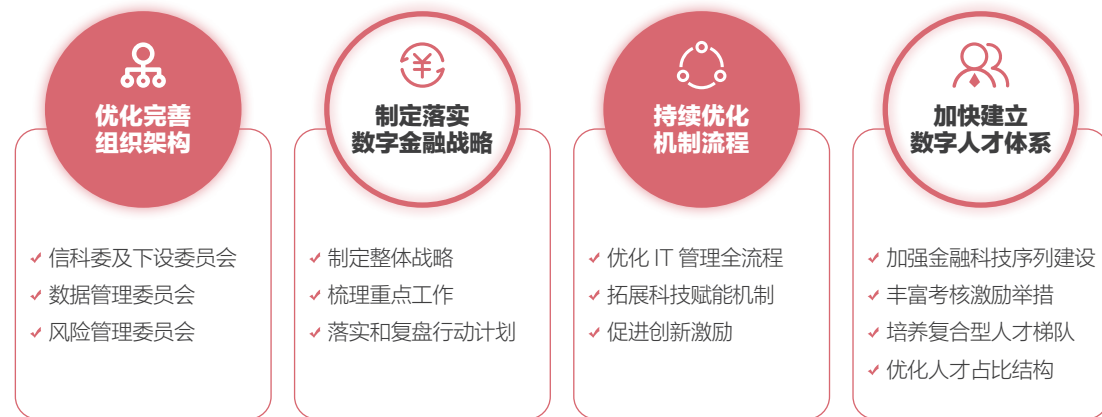 优化完善
组织架构
信科委及下设委员会
数据管理委员会
风险管理委员会
制定落实
数字金融战略
制定整体战略
梳理重点工作
落实和复盘行动计划
持续优化
机制流程
优化 IT 管理全流程
拓展科技赋能机制
促进创新激励
加快建立
数字人才体系
加强金融科技序列建设
丰富考核激励举措
培养复合型人才梯队
优化人才占比结构